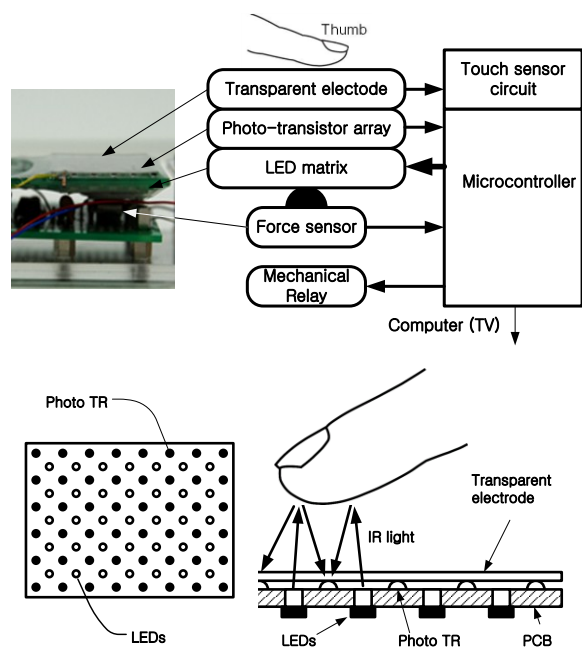 Thumb
Transparent electode
Touch sensor
circuit
Photo-transistor array
LED matrix
Microcontroller
Force sensor
Mechanical
Relay
Computer (TV)
Photo TR
Transparent
electrode
IR light
LEDs
LEDs
Photo TR
PCB